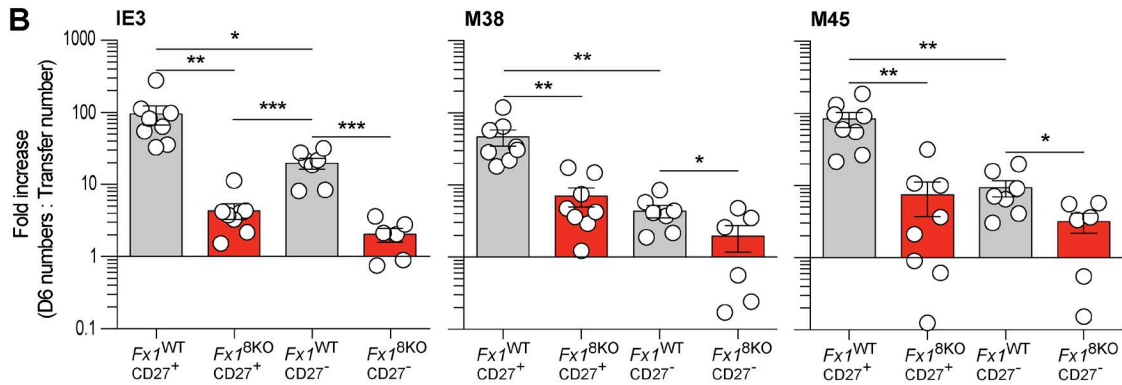 B
IE3
M38
M45
Fold increase
(D6 numbers : Transfer number)
1000
100
10
1
0.1
* ** *** ***
** ** *
** ** *
Fx1WT CD27+ Fx18KO CD27+ Fx1WT CD27- Fx18KO CD27-
Fx1WT CD27+ Fx18KO CD27+ Fx1WT CD27- Fx18KO CD27-
Fx1WT CD27+ Fx18KO CD27+ Fx1WT CD27- Fx18KO CD27-